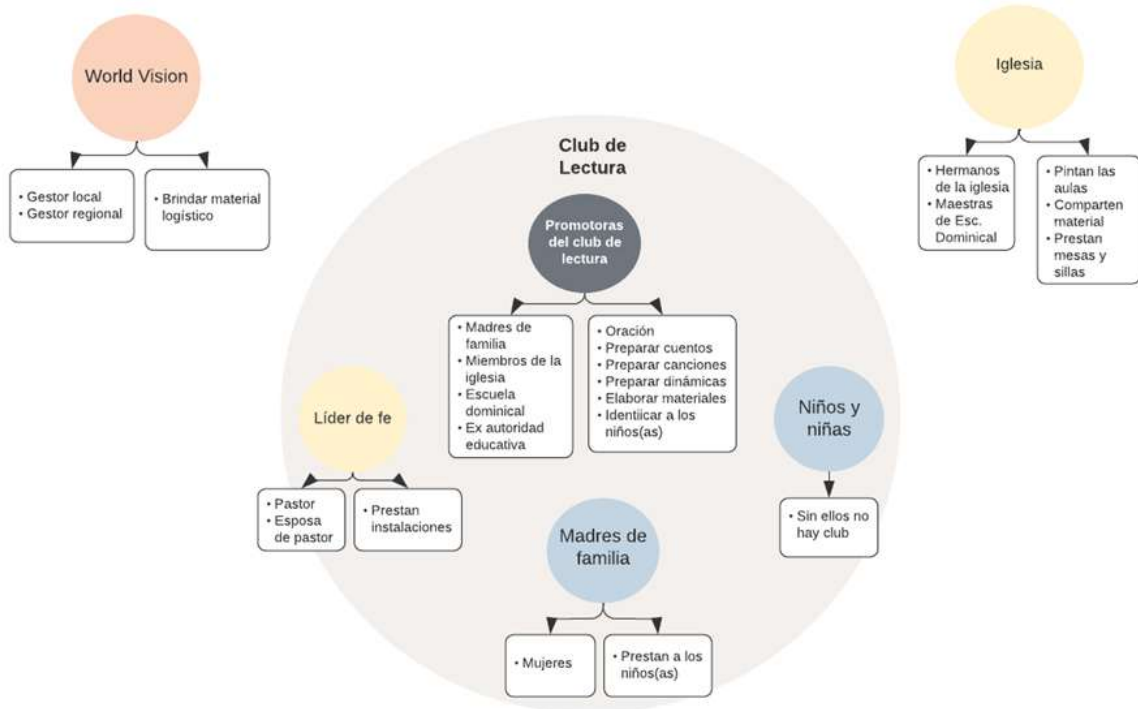 World Vision
• Gestor local
• Gestor regional
• Brindar material
logístico
Iglesia
• Hermanos
de la iglesia
• Maestras
de Esc.
Dominical
• Pintan las
aulas
• Comparten
material
• Prestan
mesas y
sillas
Club de
Lectura
Promotoras
del club de
lectura
• Madres de
familia
• Miembros de la
iglesia
• Escuela
dominical
• Ex autoridad
educativa
• Oración
• Preparar cuentos
• Preparar canciones
• Preparar dinámicas
• Elaborar materiales
• Identiicar a los
niños(as)
Líder de fe
• Pastor
• Esposa
de pastor
• Prestan
instalaciones
Niños y
niñas
• Sin ellos no
hay club
Madres de
familia
• Mujeres
• Prestan a los
niños(as)